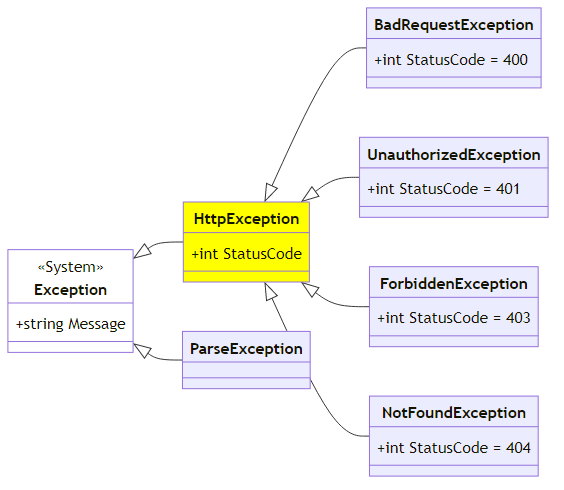 BadRequestException
+int StatusCode = 400
UnauthorizedException
+int StatusCode = 401
HttpException
+int StatusCode
«System»
Exception
+string Message
ForbiddenException
+int StatusCode = 403
ParseException
NotFoundException
+int StatusCode = 404